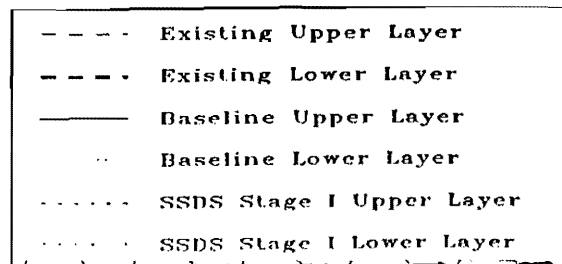 Existing Upper Layer
Existing Lower Layer
Baseline Upper Layer
Baseline Lower Layer
SSDS Stage I Upper Layer
SSDS Stage I Lower Layer